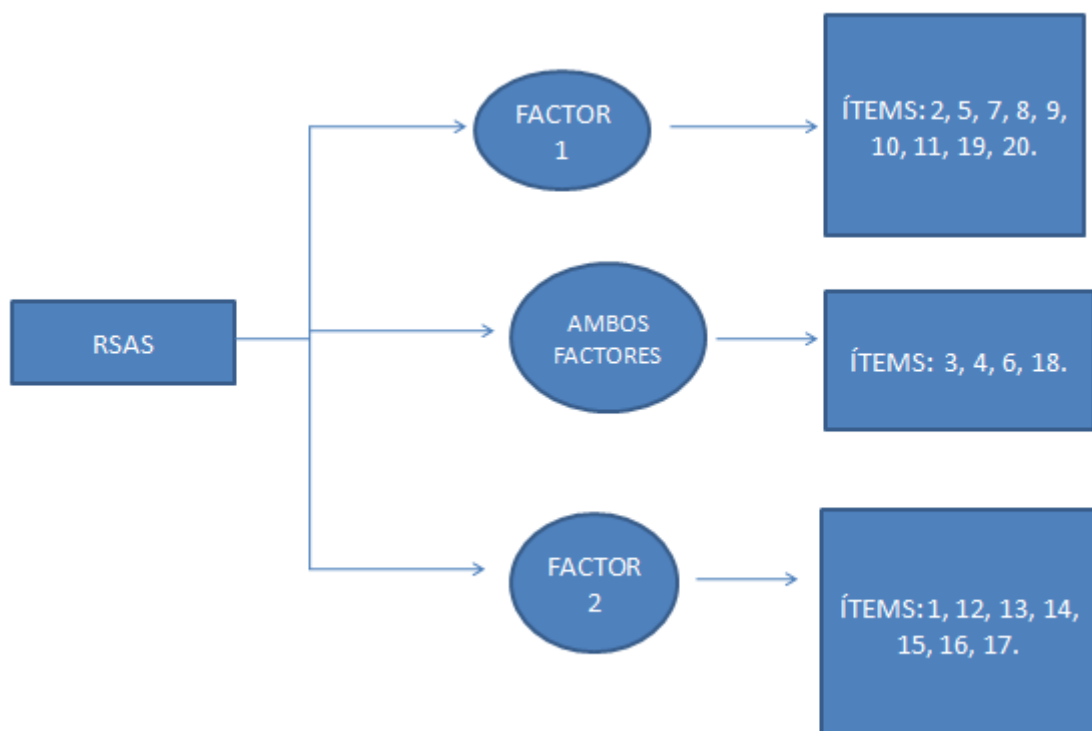 FACTOR
1
ÍTEMS: 2, 5, 7, 8, 9,
10, 11, 19, 20.
RSAS
AMBOS
FACTORES
ÍTEMS: 3, 4, 6, 18.
FACTOR
2
ÍTEMS: 1, 12, 13, 14,
15, 16, 17.